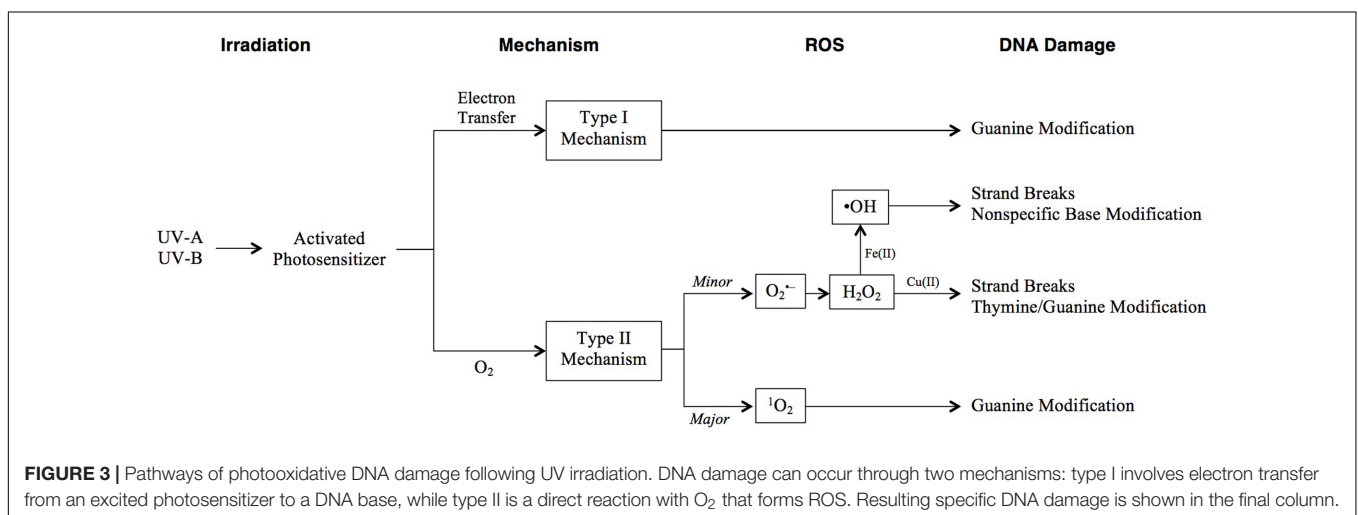 Irradiation Mechanism ROS DNA Damage
Electron
Transfer
Type I
Mechanism
Guanine Modification
UV-A
UV-B
Activated
Photosensitizer
O₂
Type II
Mechanism
Minor
O₂•−
H₂O₂
Fe(II)
•OH
Strand Breaks
Nonspecific Base Modification
Cu(II)
Strand Breaks
Thymine/Guanine Modification
Major
¹O₂
Guanine Modification
FIGURE 3 | Pathways of photooxidative DNA damage following UV irradiation. DNA damage can occur through two mechanisms: type I involves electron transfer
from an excited photosensitizer to a DNA base, while type II is a direct reaction with O₂ that forms ROS. Resulting specific DNA damage is shown in the final column.